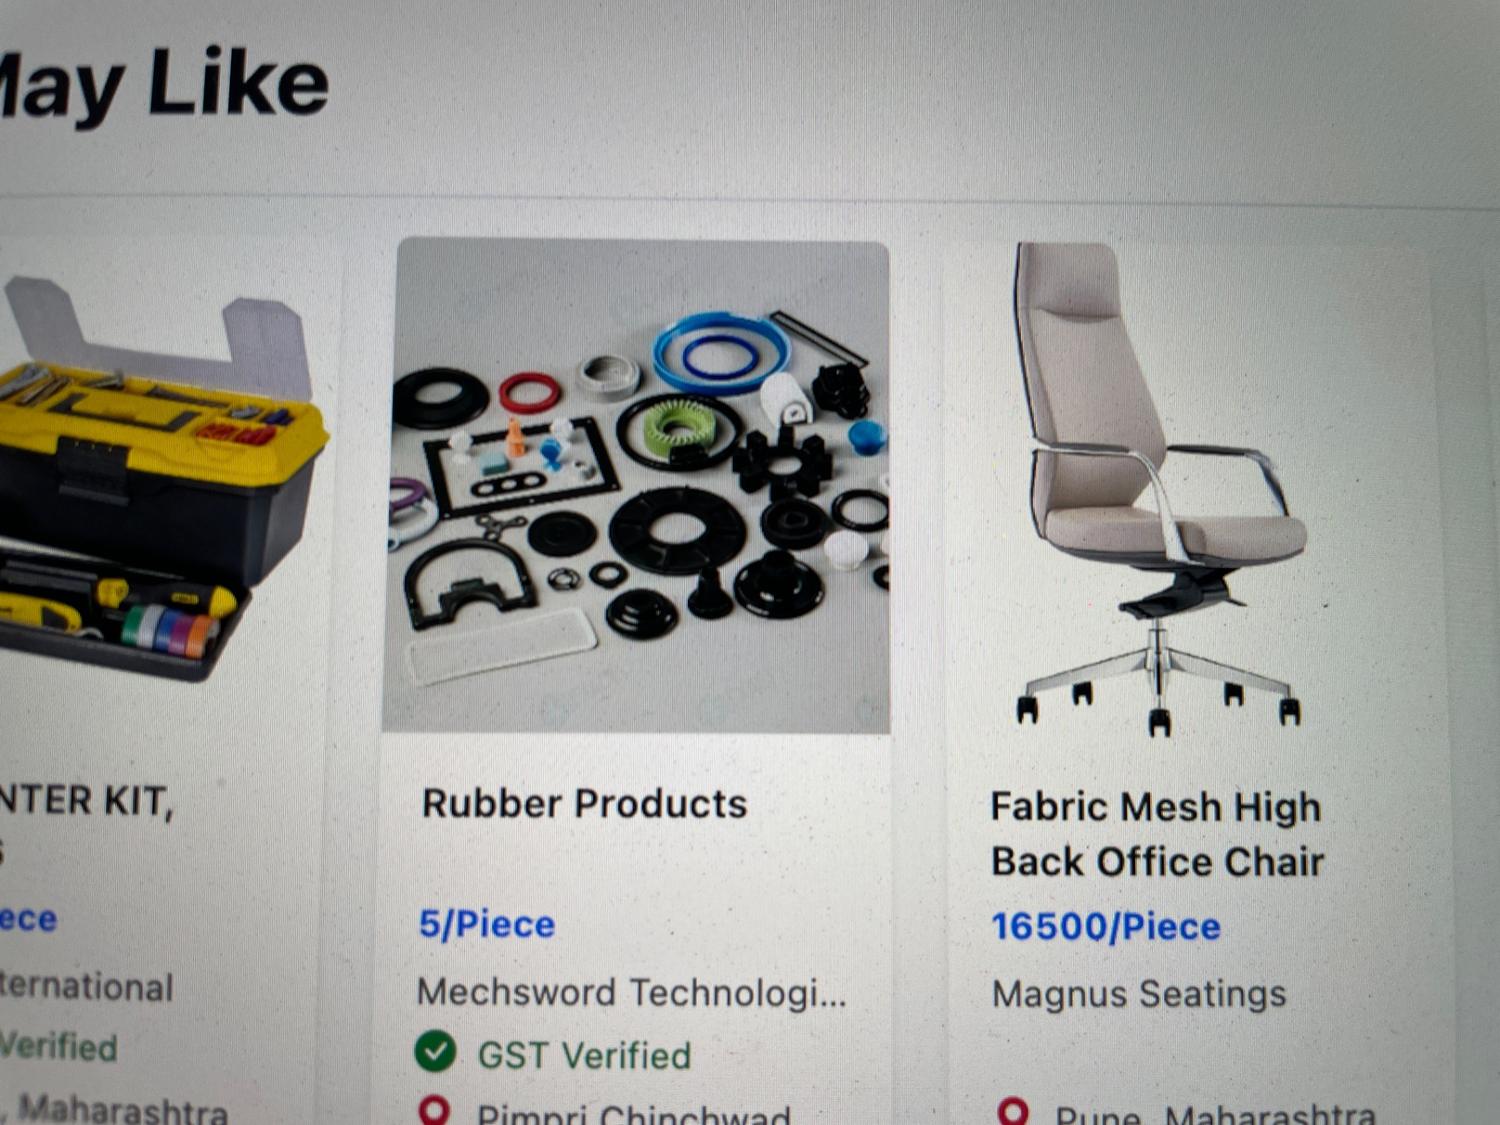 May Like
NTER KIT,
Rubber Products
Fabric Mesh High
Back Office Chair
ece
5/Piece
16500/Piece
ternational
Mechsword Technologi...
Magnus Seatings
Verified
GST Verified
, Maharashtra
Pimpri Chinchwad
Pune, Maharashtra